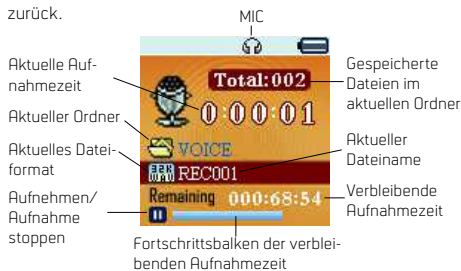 zurück.
MIC
Aktuelle Auf-
nahmezeit
Aktueller Ordner
Aktuelles Datei-
format
Aufnehmen/
Aufnahme
stoppen
Total:002
0:00:01
VOICE
32K
WAV REC001
Remaining 000:68:54
Gespeicherte
Dateien im
aktuellen Ordner
Aktueller
Dateiname
Verbleibende
Aufnahmezeit
Fortschrittsbalken der verblei-
benden Aufnahmezeit